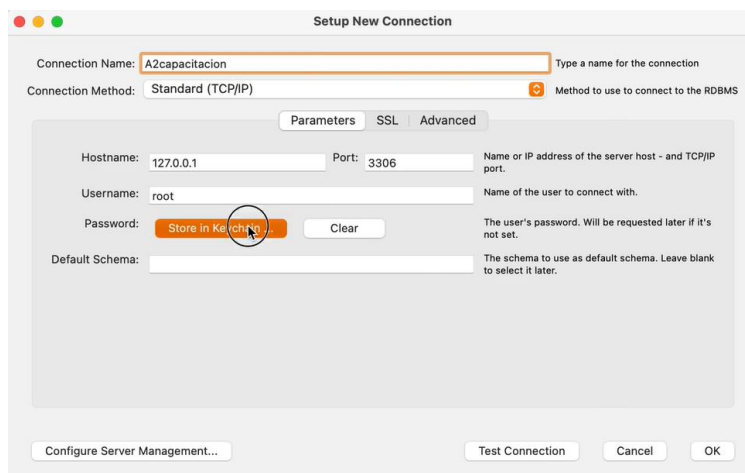 Setup New Connection
Connection Name: A2capacitacion Type a name for the connection
Connection Method: Standard (TCP/IP) Method to use to connect to the RDBMS
Parameters SSL Advanced
Hostname: 127.0.0.1 Port: 3306 Name or IP address of the server host - and TCP/IP
port.
Username: root Name of the user to connect with.
Password: Store in Keychain ... Clear The user's password. Will be requested later if it's
not set.
Default Schema: The schema to use as default schema. Leave blank
to select it later.
Configure Server Management... Test Connection Cancel OK